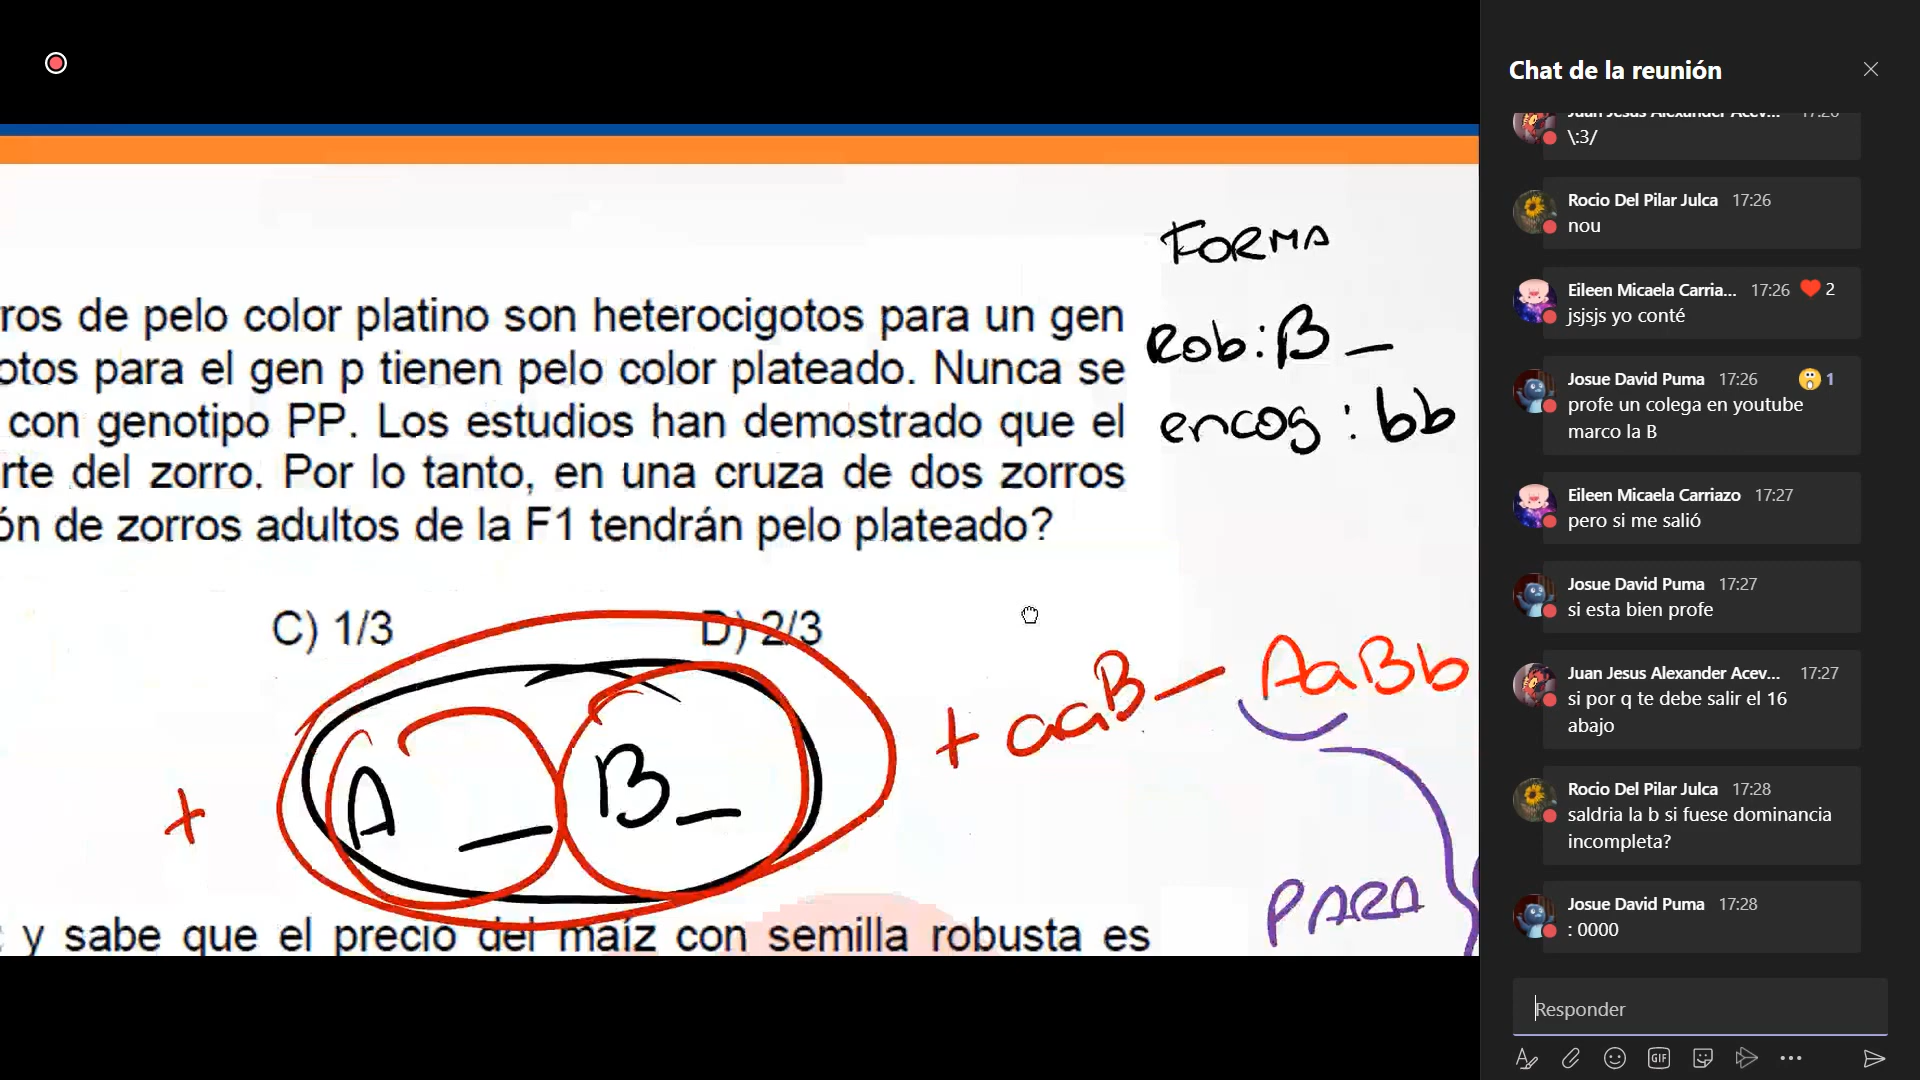 FORMA
ros de pelo color platino son heterocigotos para un gen
Rob: B _
otos para el gen p tienen pelo color plateado. Nunca se
con genotipo PP. Los estudios han demostrado que el
encog : bb
rte del zorro. Por lo tanto, en una cruza de dos zorros
ón de zorros adultos de la F1 tendrán pelo plateado?
C) 1/3 D) 2/3
+ A _ B _ + aaB _ AaBb
PARA
y sabe que el precio del maíz con semilla robusta es
Chat de la reunión
Juan Jesus Alexander Acev... 17:26
\:3/
Rocio Del Pilar Julca 17:26
nou
Eileen Micaela Carria... 17:26 2
jsjsjs yo conté
Josue David Puma 17:26 1
profe un colega en youtube
marco la B
Eileen Micaela Carriazo 17:27
pero si me salió
Josue David Puma 17:27
si esta bien profe
Juan Jesus Alexander Acev... 17:27
si por q te debe salir el 16
abajo
Rocio Del Pilar Julca 17:28
saldria la b si fuese dominancia
incompleta?
Josue David Puma 17:28
: 0000
Responder
GIF